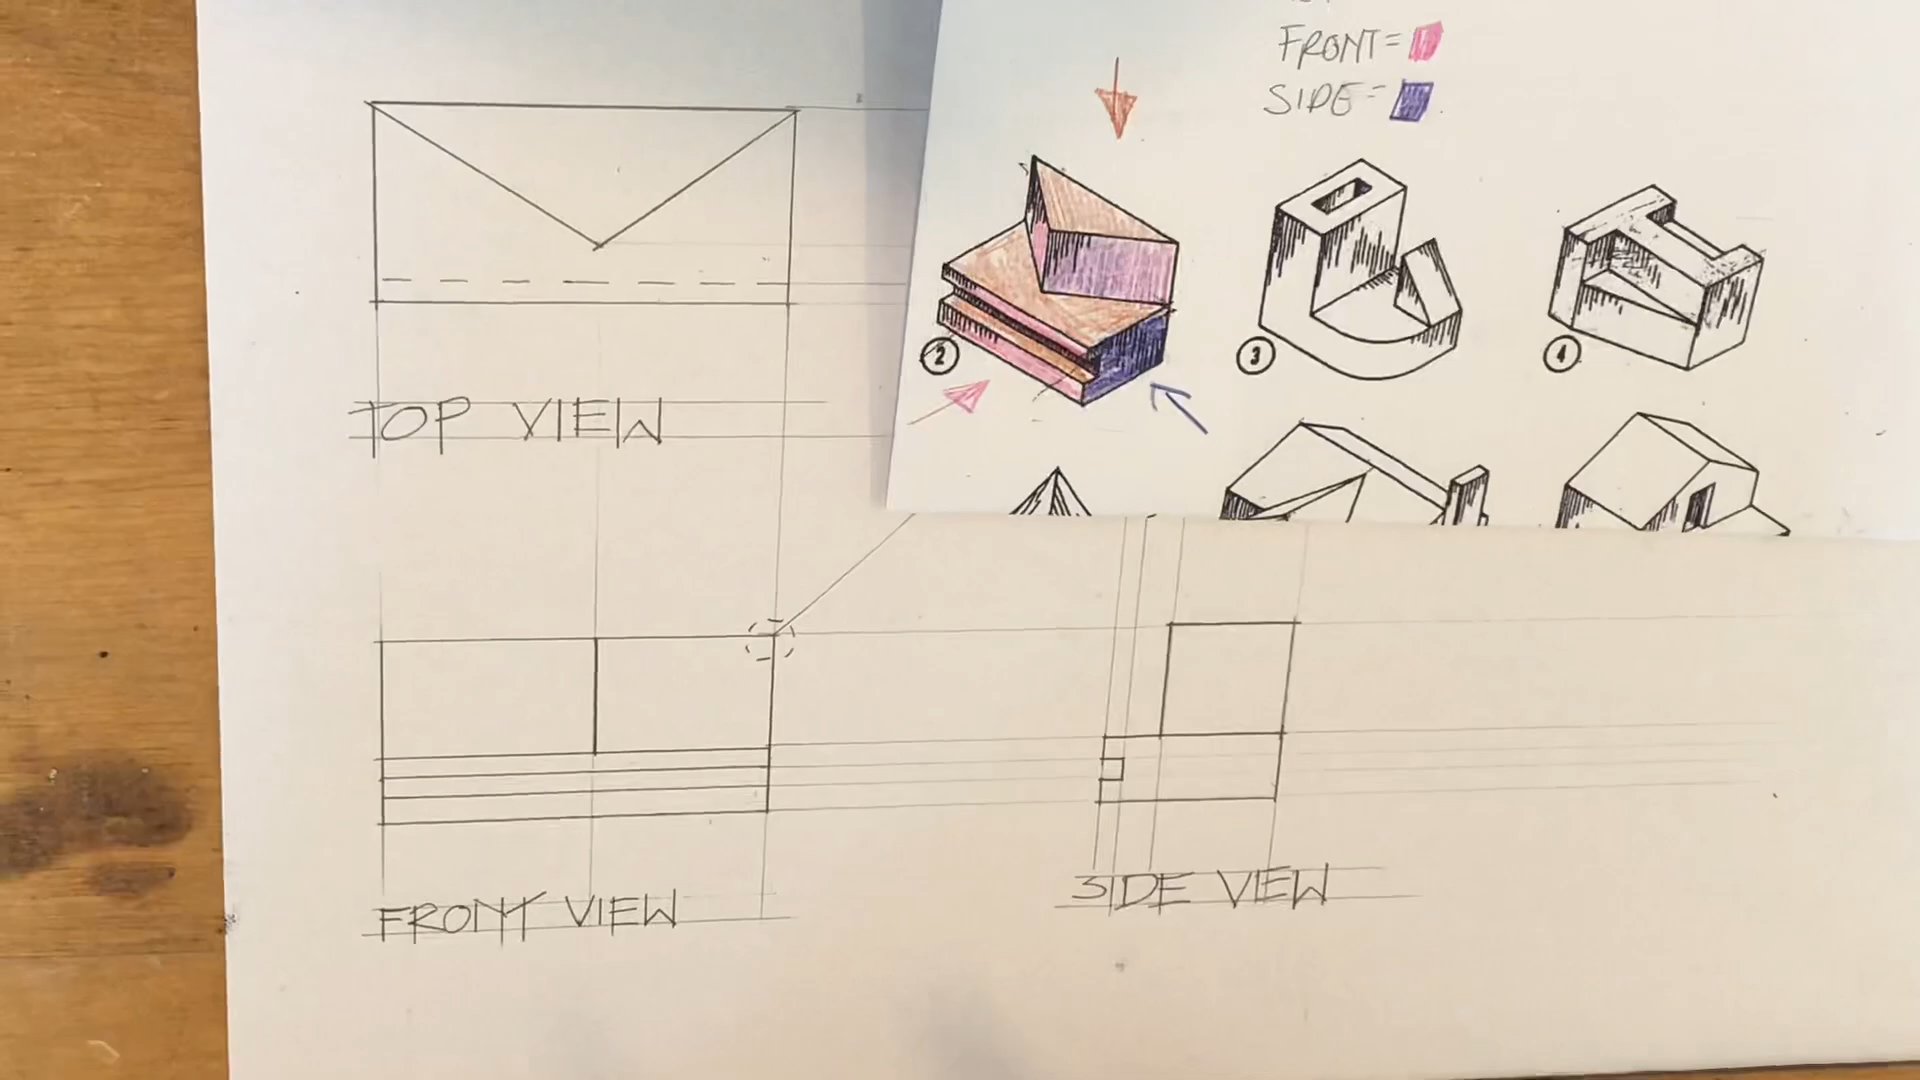 FRONT=
SIDE=
2
3
4
TOP VIEW
FRONT VIEW
SIDE VIEW